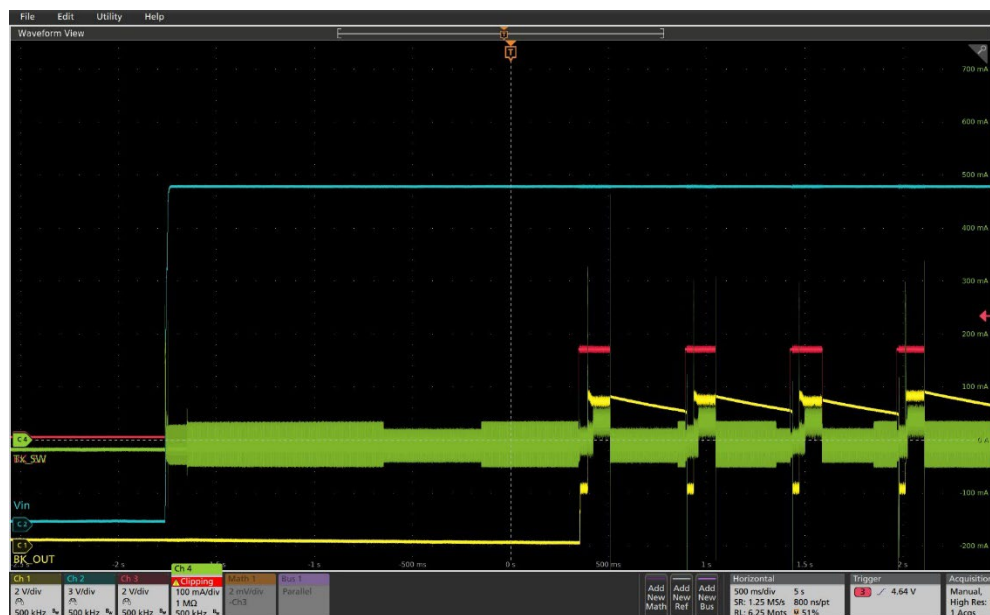 File Edit Utility Help
Waveform View
T
T
700 mA
600 mA
500 mA
400 mA
300 mA
200 mA
100 mA
0 A
-100 mA
-200 mA
C 4
BK_SW
Vin
C 2
C 1
BK_OUT
-2 s
-1 s
-500 ms
0 s
500 ms
1 s
1.5 s
2 s
Ch 1
2 V/div
500 kHz
Ch 2
3 V/div
500 kHz
Ch 3
2 V/div
500 kHz
Ch 4
Clipping
100 mA/div
1 MΩ
500 kHz
Math 1
2 mV/div
-Ch3
Bus 1
Parallel
Add New Math
Add New Ref
Add New Bus
Horizontal
500 ms/div 5 s
SR: 1.25 MS/s 800 ns/pt
RL: 6.25 Mpts 51%
Trigger
3 4.64 V
Acquisition
Manual,
High Res:
1 Acqs